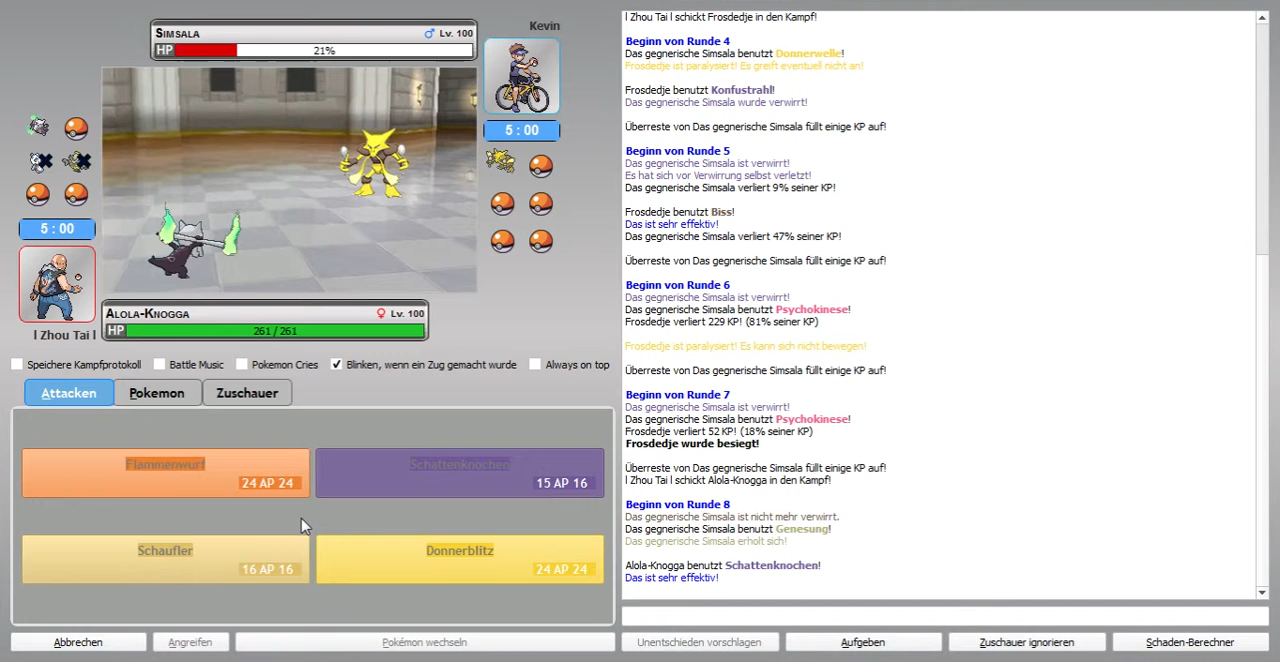 SIMSALA ♂ Lv. 100
HP 21%
Kevin
5 : 00
5 : 00
ALOLA-KNOGGA ♀ Lv. 100
HP 261 / 261
l Zhou Tai l
Speichere Kampfprotokoll
Battle Music
Pokemon Cries
Blinken, wenn ein Zug gemacht wurde
Always on top
Attacken
Pokemon
Zuschauer
Flammenwurf
24 AP 24
Schattenknochen
15 AP 16
Schaufler
16 AP 16
Donnerblitz
24 AP 24
Abbrechen
Angreifen
Pokémon wechseln
l Zhou Tai l schickt Frosdedje in den Kampf!
Beginn von Runde 4
Das gegnerische Simsala benutzt Donnerwelle!
Frosdedje ist paralysiert! Es greift eventuell nicht an!
Frosdedje benutzt Konfustrahl!
Das gegnerische Simsala wurde verwirrt!
Überreste von Das gegnerische Simsala füllt einige KP auf!
Beginn von Runde 5
Das gegnerische Simsala ist verwirrt!
Es hat sich vor Verwirrung selbst verletzt!
Das gegnerische Simsala verliert 9% seiner KP!
Frosdedje benutzt Biss!
Das ist sehr effektiv!
Das gegnerische Simsala verliert 47% seiner KP!
Überreste von Das gegnerische Simsala füllt einige KP auf!
Beginn von Runde 6
Das gegnerische Simsala ist verwirrt!
Das gegnerische Simsala benutzt Psychokinese!
Frosdedje verliert 229 KP! (81% seiner KP)
Frosdedje ist paralysiert! Es kann sich nicht bewegen!
Überreste von Das gegnerische Simsala füllt einige KP auf!
Beginn von Runde 7
Das gegnerische Simsala ist verwirrt!
Das gegnerische Simsala benutzt Psychokinese!
Frosdedje verliert 52 KP! (18% seiner KP)
Frosdedje wurde besiegt!
Überreste von Das gegnerische Simsala füllt einige KP auf!
l Zhou Tai l schickt Alola-Knogga in den Kampf!
Beginn von Runde 8
Das gegnerische Simsala ist nicht mehr verwirrt.
Das gegnerische Simsala benutzt Genesung!
Das gegnerische Simsala erholt sich!
Alola-Knogga benutzt Schattenknochen!
Das ist sehr effektiv!
Unentschieden vorschlagen
Aufgeben
Zuschauer ignorieren
Schaden-Berechner